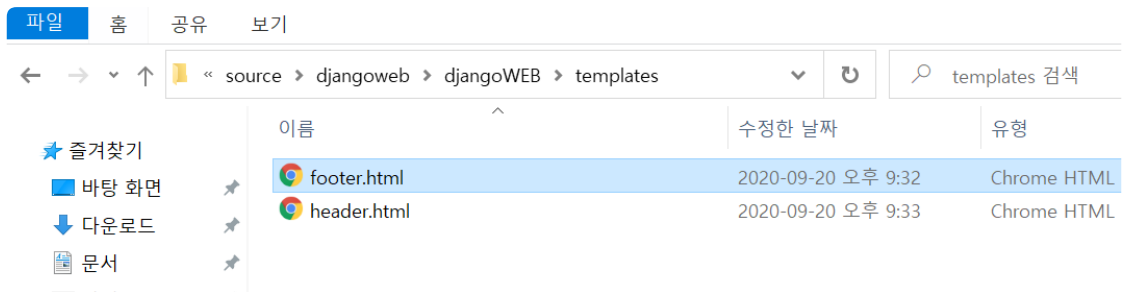 파일 홈 공유 보기
« source > djangoweb > djangoWEB > templates templates 검색
이름 수정한 날짜 유형
즐겨찾기
바탕 화면
다운로드
문서
footer.html 2020-09-20 오후 9:32 Chrome HTML
header.html 2020-09-20 오후 9:33 Chrome HTML